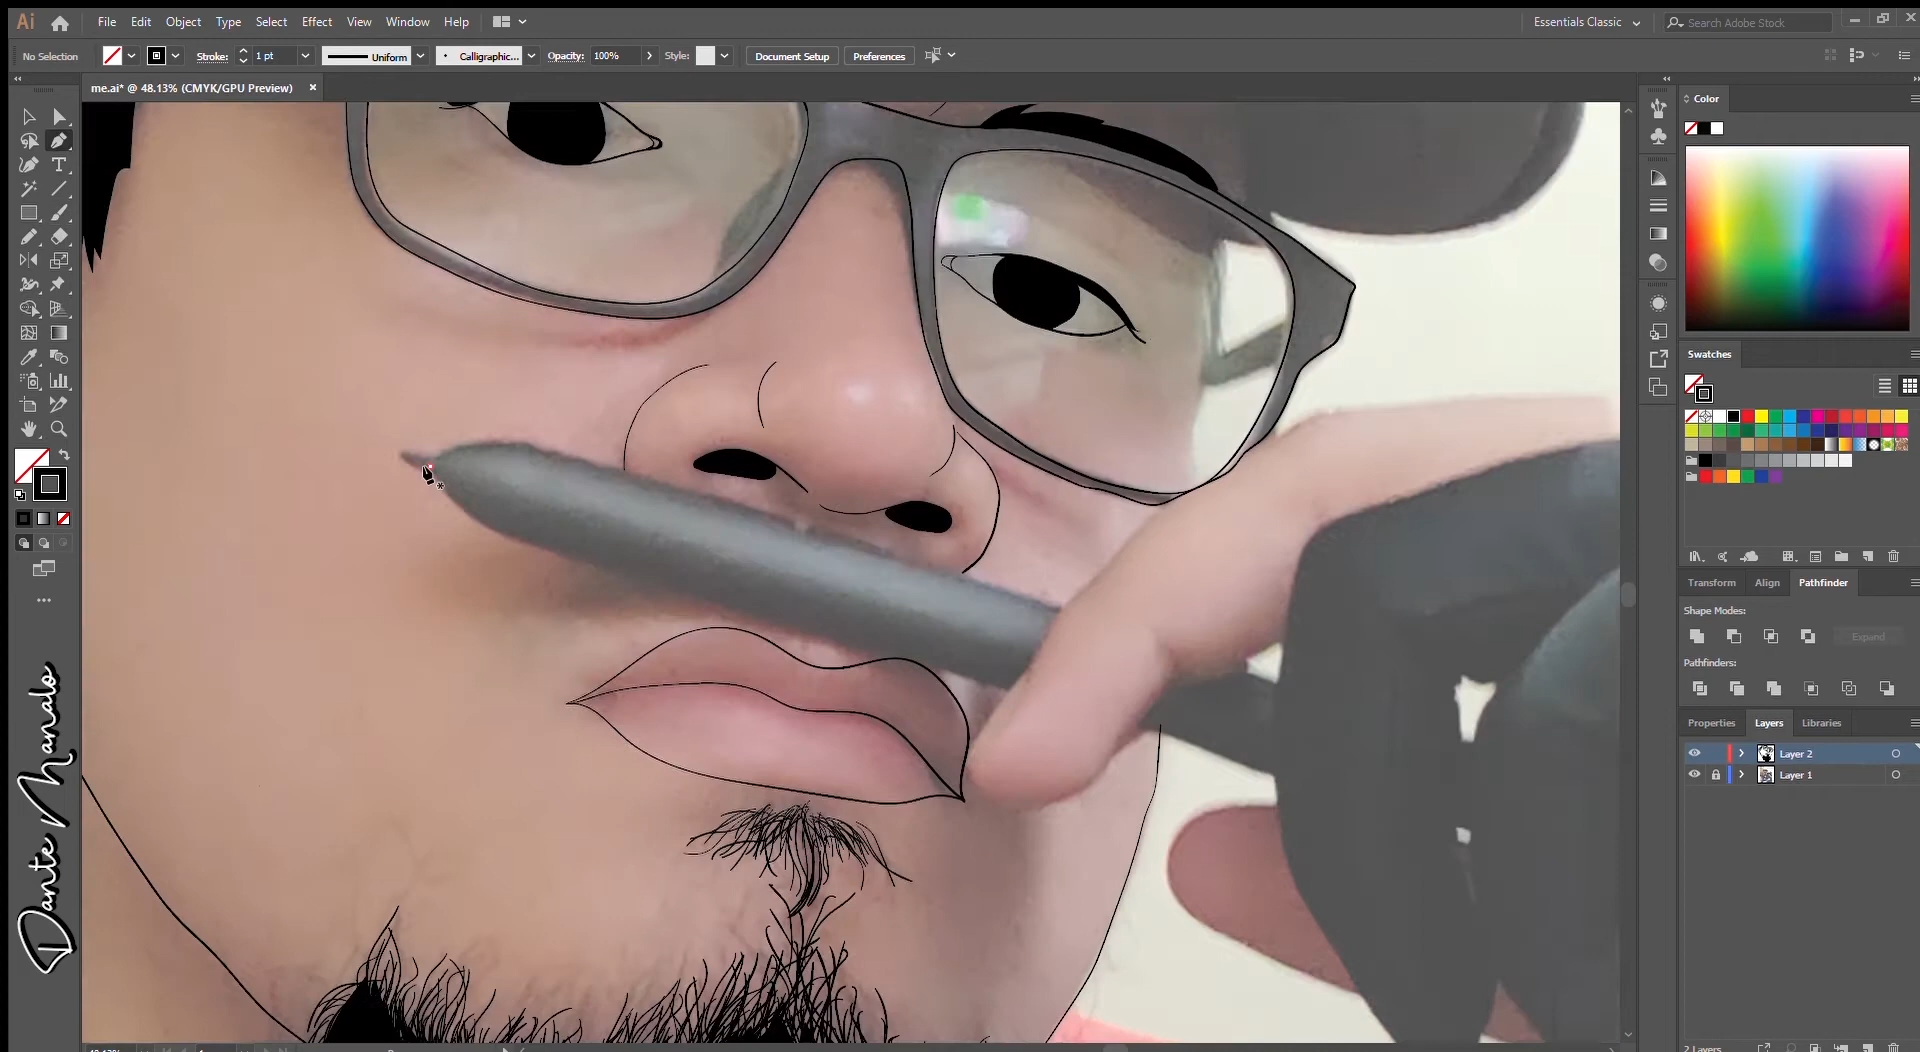 Ai File Edit Object Type Select Effect View Window Help Essentials Classic Search Adobe Stock
No Selection Stroke: 1 pt Uniform Calligraphic... Opacity: 100% Style: Document Setup Preferences
me.ai* @ 48.13% (CMYK/GPU Preview)
Color
Swatches
Transform Align Pathfinder
Shape Modes:
Expand
Pathfinders:
Properties Layers Libraries
Layer 2
Layer 1
2 Layers
Dante Manalo